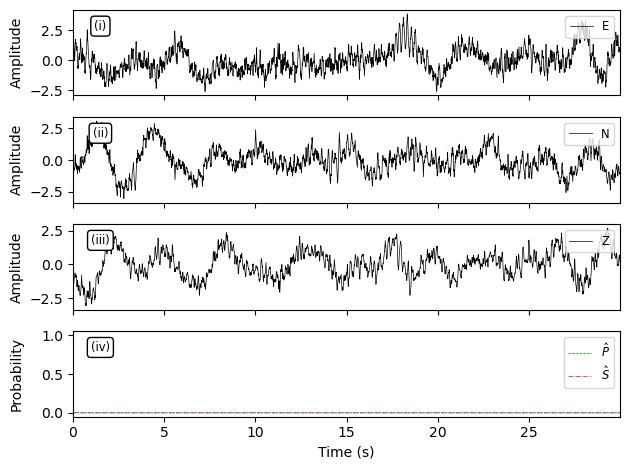 (i)
E
Amplitude
2.5
0.0
−2.5
(ii)
N
Amplitude
2.5
0.0
−2.5
(iii)
Z
Amplitude
2.5
0.0
−2.5
(iv)
P̂
Ŝ
Probability
1.0
0.5
0.0
0 5 10 15 20 25
Time (s)